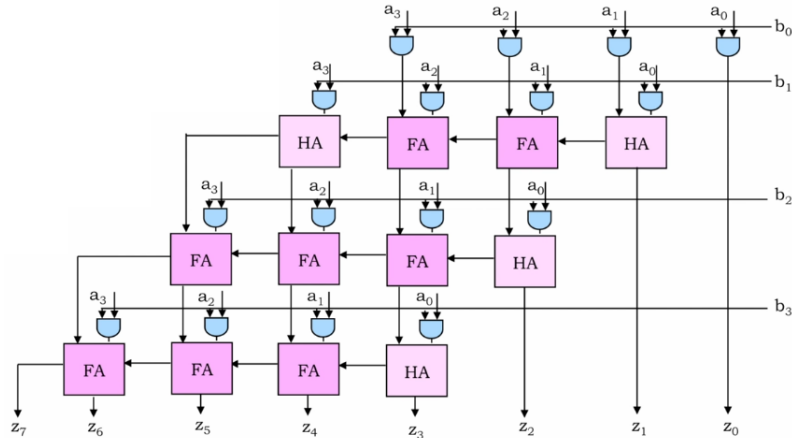 a₃ a₂ a₁ a₀ b₀
a₃ a₂ a₁ a₀ b₁
HA FA FA HA
a₃ a₂ a₁ a₀ b₂
FA FA FA HA
a₃ a₂ a₁ a₀ b₃
FA FA FA HA
z₇ z₆ z₅ z₄ z₃ z₂ z₁ z₀